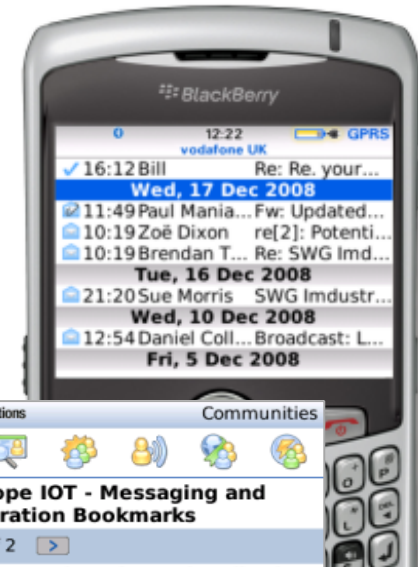 BlackBerry
12:22 GPRS
vodafone UK
16:12 Bill Re: Re. your...
Wed, 17 Dec 2008
11:49 Paul Mania... Fw: Updated...
10:19 Zoë Dixon re[2]: Potenti...
10:19 Brendan T... Re: SWG Imd...
Tue, 16 Dec 2008
21:20 Sue Morris SWG Imdustr...
Wed, 10 Dec 2008
12:54 Daniel Coll... Broadcast: L...
Fri, 5 Dec 2008
tions Communities
ope IOT - Messaging and
ration Bookmarks
2 >
O P
L DEL